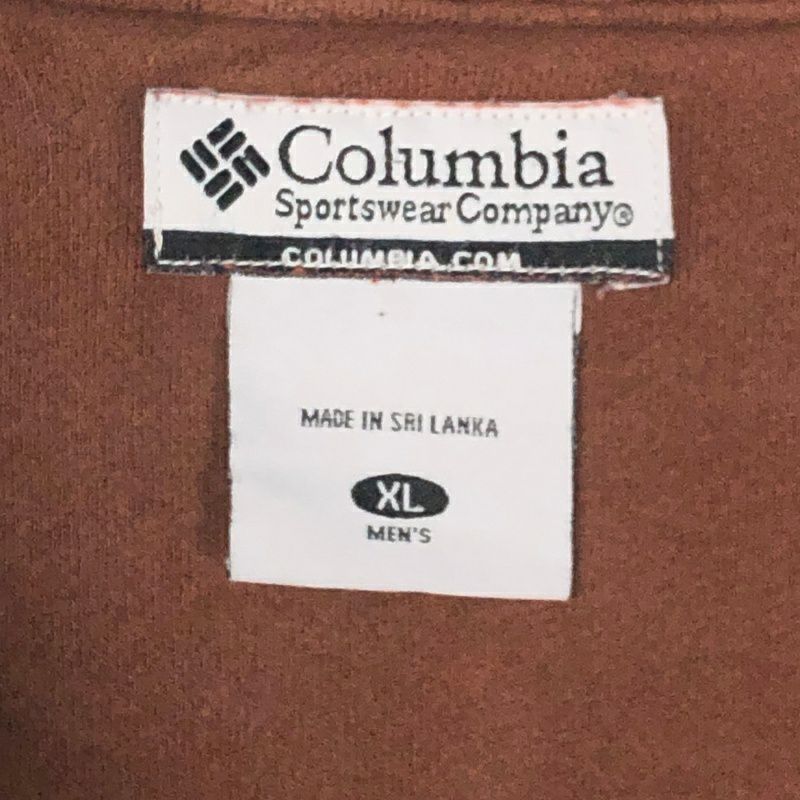 Columbia
Sportswear Company®
COLUMBIA.COM
MADE IN SRI LANKA
XL
MEN'S